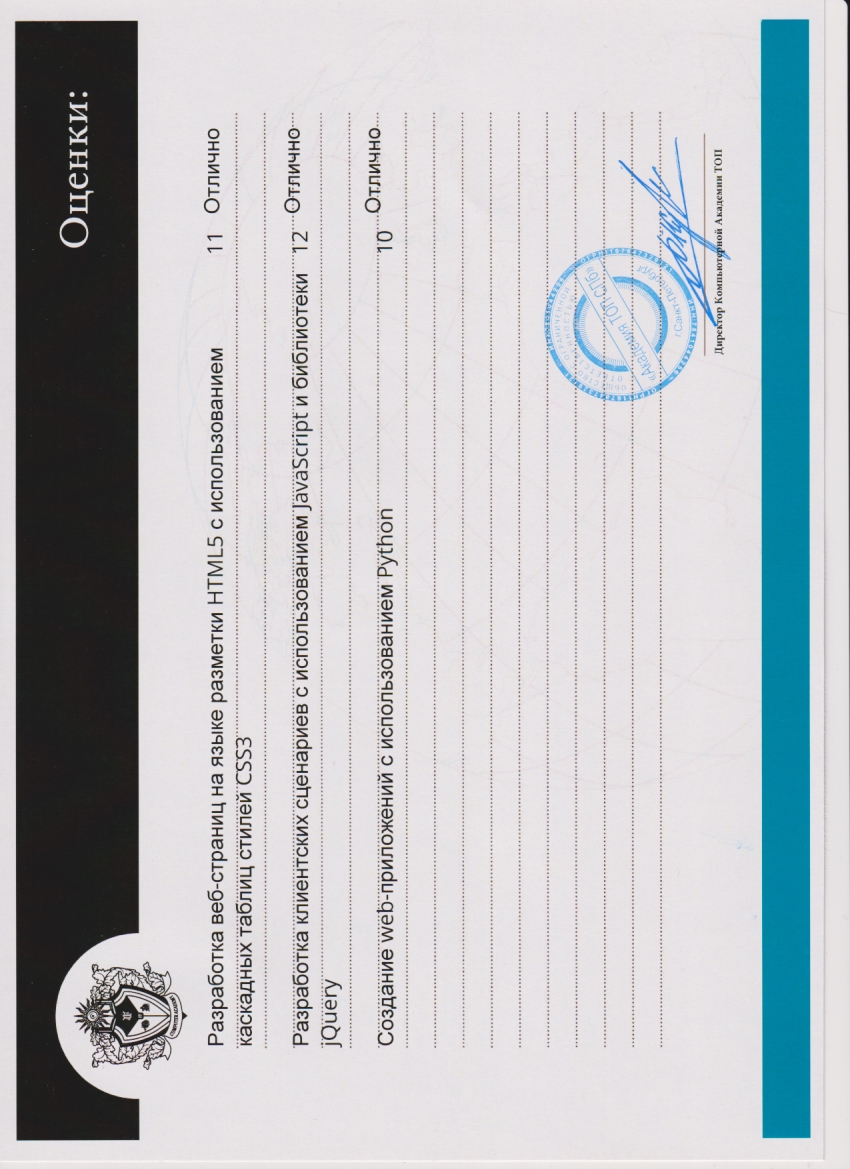 Оценки:
COMPUTER ACADEMY
Разработка веб-страниц на языке разметки HTML5 с использованием 11 Отлично
каскадных таблиц стилей CSS3
Разработка клиентских сценариев с использованием JavaScript и библиотеки 12 Отлично
jQuery
Создание web-приложений с использованием Python 10 Отлично
ОГРАНИЧЕННОЙ
ОТВЕТСТВЕННОСТЬЮ
«Академия ТОП СПб»
г.Санкт-Петербург
Директор Компьютерной Академии ТОП